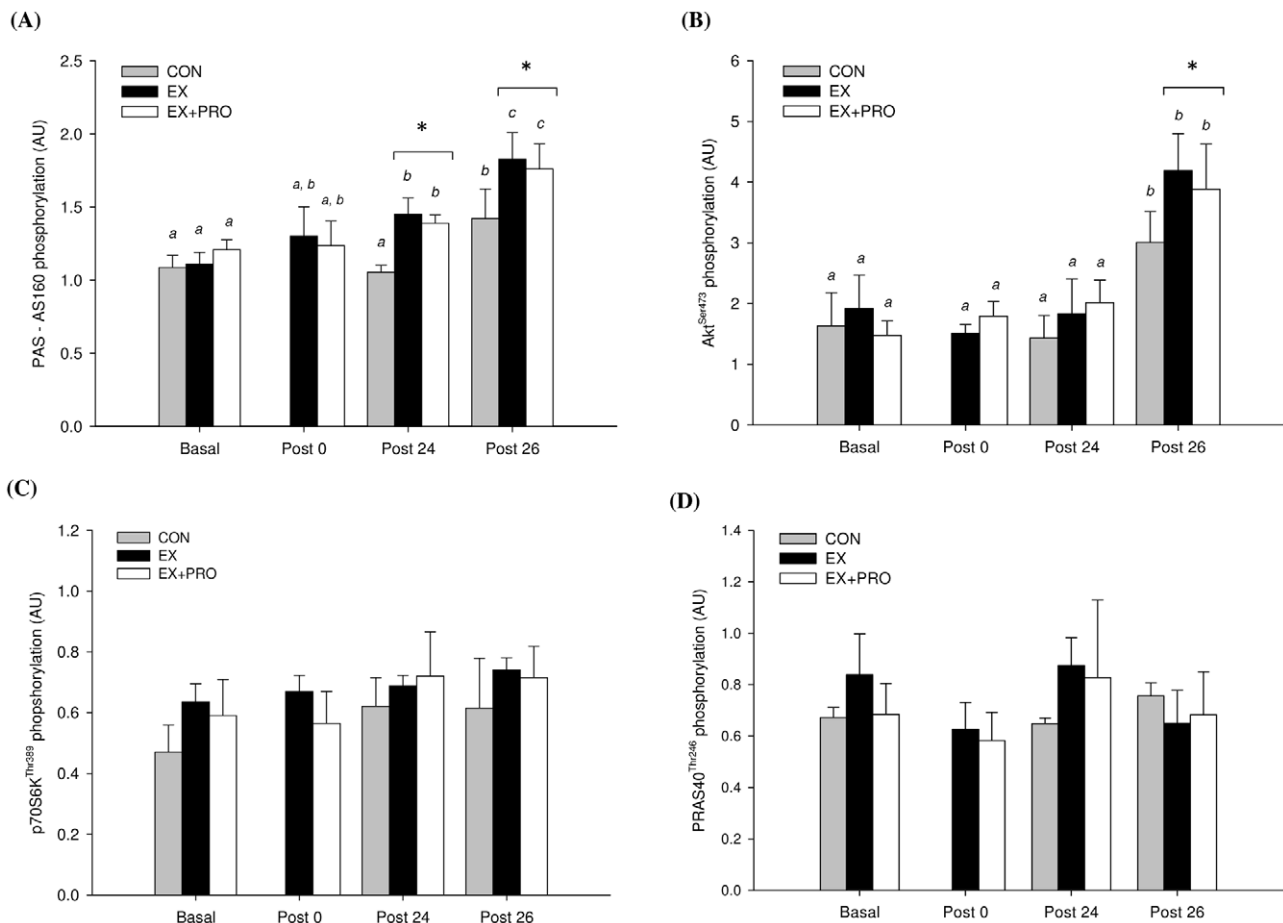 (A)
PAS - AS160 phosphorylation (AU)
2.5
2.0
1.5
1.0
0.5
0.0
CON
EX
EX+PRO
*
*
a a a
a, b a, b
a b b
b c c
Basal Post 0 Post 24 Post 26
(B)
Akt^Ser473 phosphorylation (AU)
6
5
4
3
2
1
0
CON
EX
EX+PRO
*
a a a
a a
a a a
b b b
Basal Post 0 Post 24 Post 26
(C)
p70S6K^Thr389 phopsphorylation (AU)
1.2
1.0
0.8
0.6
0.4
0.2
0.0
CON
EX
EX+PRO
Basal Post 0 Post 24 Post 26
(D)
PRAS40^Thr246 phosphorylation (AU)
1.4
1.2
1.0
0.8
0.6
0.4
0.2
0.0
CON
EX
EX+PRO
Basal Post 0 Post 24 Post 26